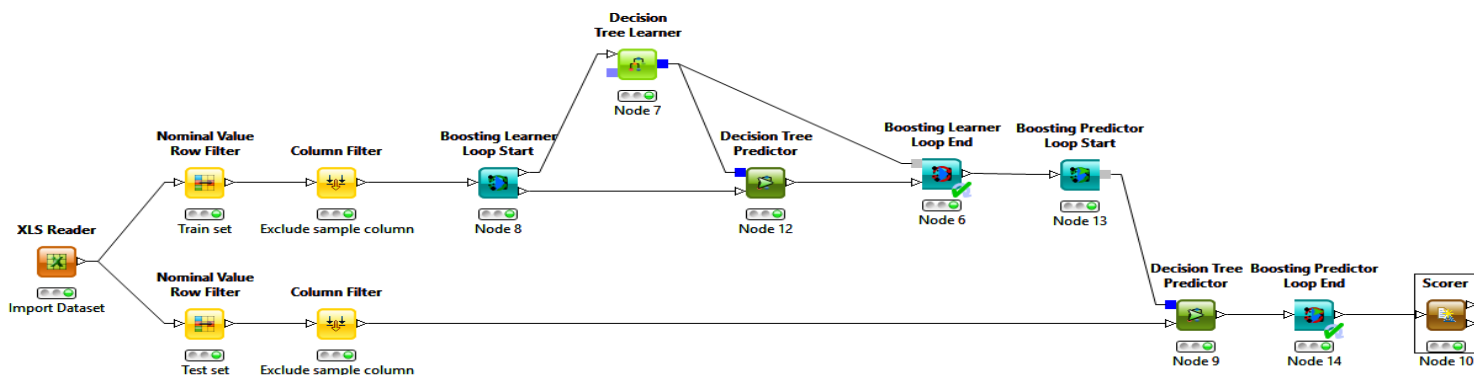 Decision
Tree Learner
Node 7
Nominal Value
Row Filter
Train set
Column Filter
Exclude sample column
Boosting Learner
Loop Start
Node 8
Decision Tree
Predictor
Node 12
Boosting Learner
Loop End
Node 6
Boosting Predictor
Loop Start
Node 13
XLS Reader
Import Dataset
Nominal Value
Row Filter
Test set
Column Filter
Exclude sample column
Decision Tree
Predictor
Node 9
Boosting Predictor
Loop End
Node 14
Scorer
Node 10